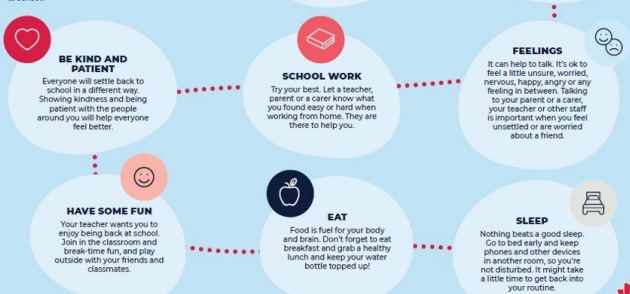 BE KIND AND
PATIENT
Everyone will settle back to
school in a different way.
Showing kindness and being
patient with the people
around you will help everyone
feel better.
SCHOOL WORK
Try your best. Let a teacher,
parent or a carer know what
you found easy or hard when
working from home. They are
there to help you.
FEELINGS
It can help to talk. It's ok to
feel a little unsure, worried,
nervous, happy, angry or any
feeling in between. Talking
to your parent or a carer,
your teacher or other staff
is important when you feel
unsettled or are worried
about a friend.
HAVE SOME FUN
Your teacher wants you to
enjoy being back at school.
Join in the classroom and
break-time fun, and play
outside with your friends and
classmates.
EAT
Food is fuel for your body
and brain. Don't forget to eat
breakfast and grab a healthy
lunch and keep your water
bottle topped up!
SLEEP
Nothing beats a good sleep.
Go to bed early and keep
phones and other devices
in another room, so you're
not disturbed. It might take
a little time to get back into
your routine.